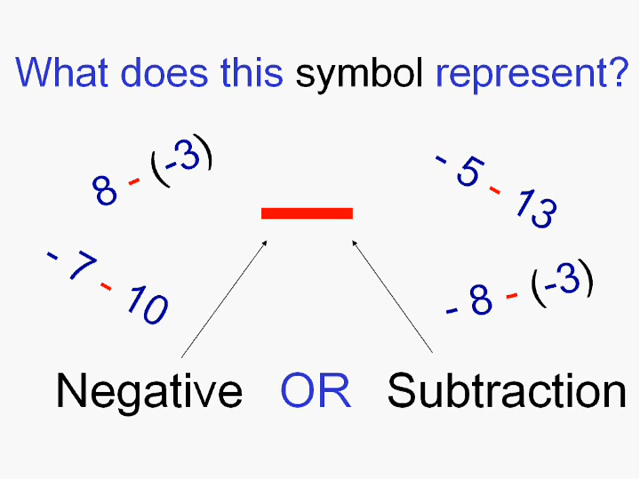 What does this symbol represent?
8 - (-3)
- 5 - 13
- 7 - 10
- 8 - (-3)
Negative OR Subtraction